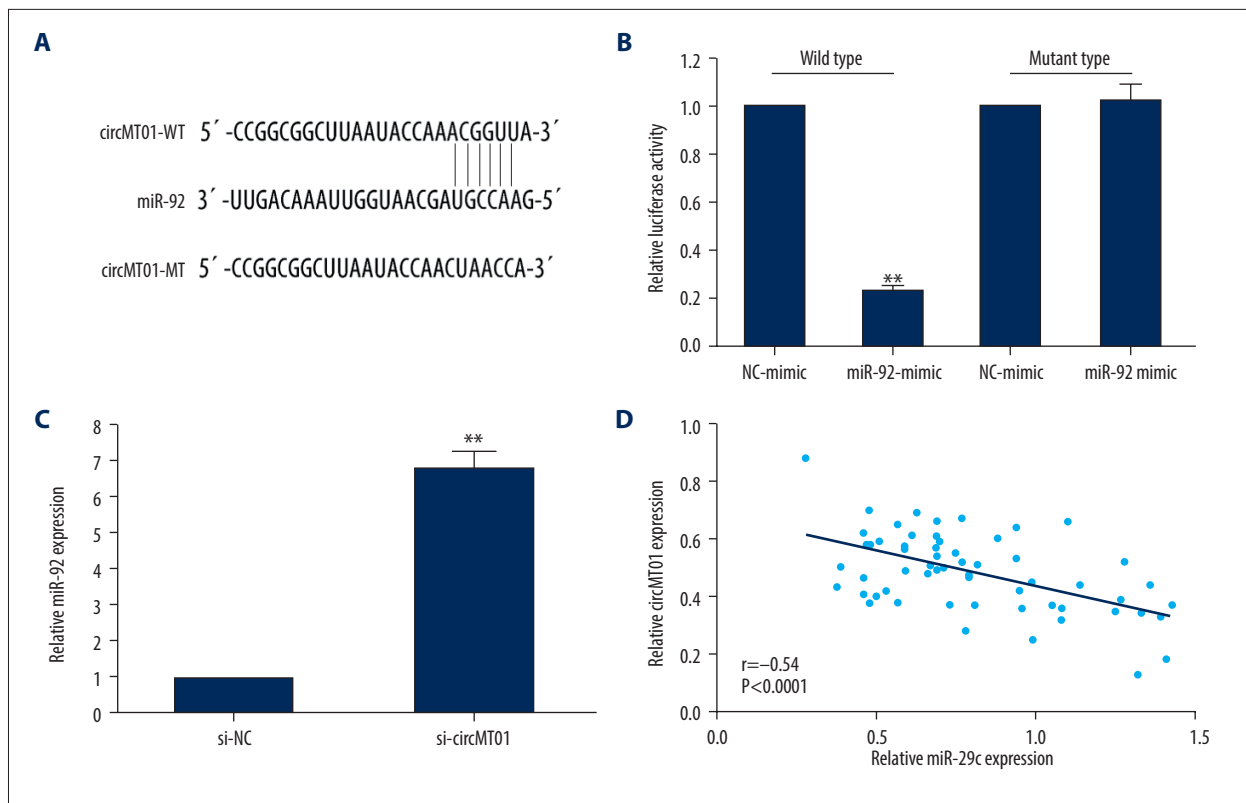 A
circMT01-WT 5´ -CCGGCGGCUUAAUACCAAACGGUUA-3´
miR-92 3´ -UUGACAAAUUGGUAACGAUGCCAAG-5´
circMT01-MT 5´ -CCGGCGGCUUAAUACCAACUAACCA-3´
B
Wild type Mutant type
Relative luciferase activity
1.2
1.0
0.8
0.6
0.4
0.2
0.0
**
NC-mimic miR-92-mimic NC-mimic miR-92 mimic
C
Relative miR-92 expression
8
7
6
5
4
3
2
1
0
**
si-NC si-circMT01
D
Relative circMT01 expression
1.0
0.8
0.6
0.4
0.2
0.0
r=−0.54
P<0.0001
0.0 0.5 1.0 1.5
Relative miR-29c expression